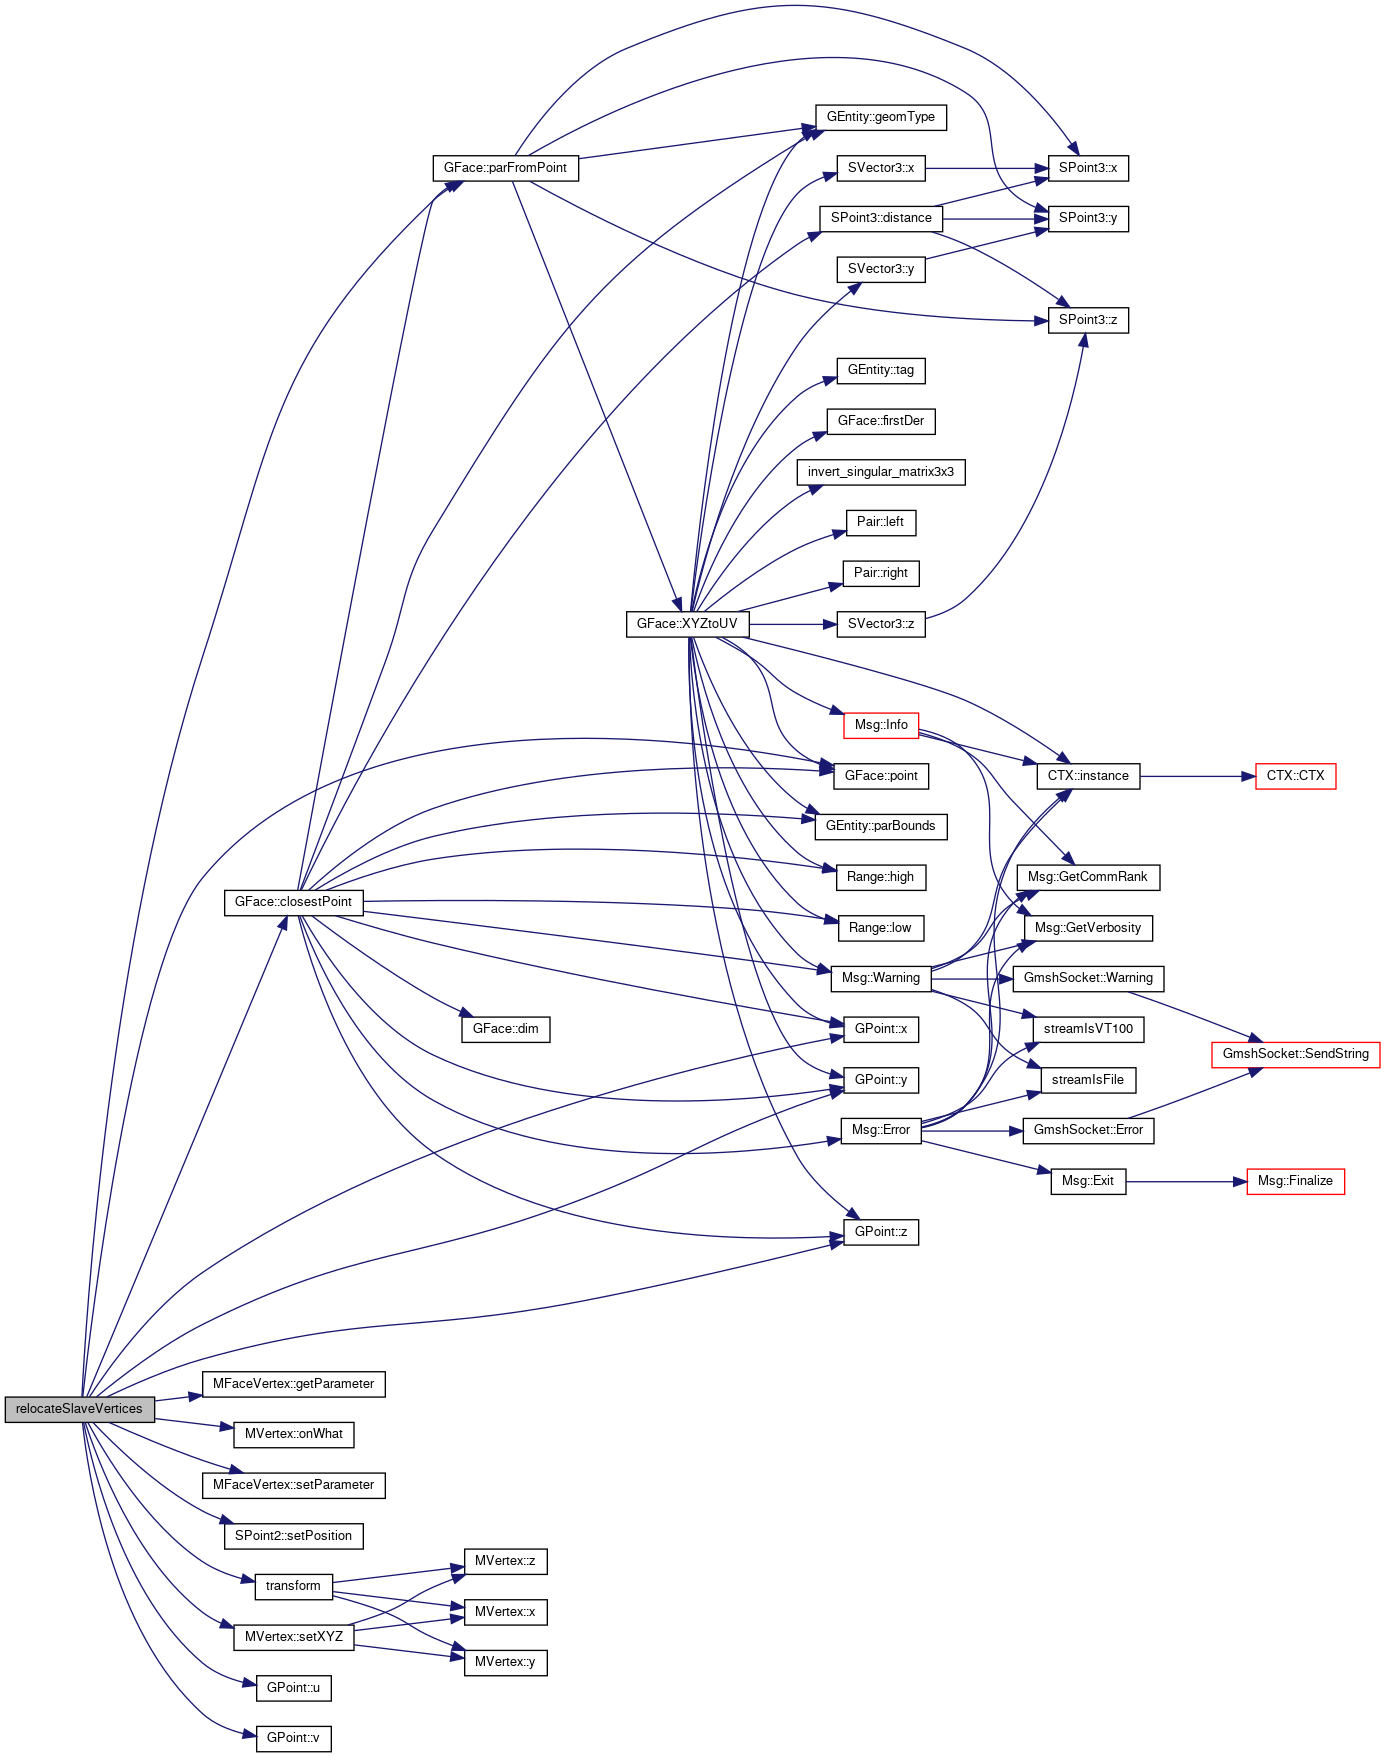 GEntity::geomType
GFace::parFromPoint
SVector3::x
SPoint3::x
SPoint3::distance
SPoint3::y
SVector3::y
SPoint3::z
GEntity::tag
GFace::firstDer
invert_singular_matrix3x3
Pair::left
Pair::right
GFace::XYZtoUV
SVector3::z
Msg::Info
GFace::point
CTX::instance
CTX::CTX
GEntity::parBounds
Range::high
Msg::GetCommRank
GFace::closestPoint
Range::low
Msg::GetVerbosity
Msg::Warning
GmshSocket::Warning
GFace::dim
GPoint::x
streamIsVT100
GmshSocket::SendString
GPoint::y
streamIsFile
Msg::Error
GmshSocket::Error
Msg::Exit
Msg::Finalize
GPoint::z
MFaceVertex::getParameter
relocateSlaveVertices
MVertex::onWhat
MFaceVertex::setParameter
SPoint2::setPosition
MVertex::z
transform
MVertex::x
MVertex::setXYZ
MVertex::y
GPoint::u
GPoint::v